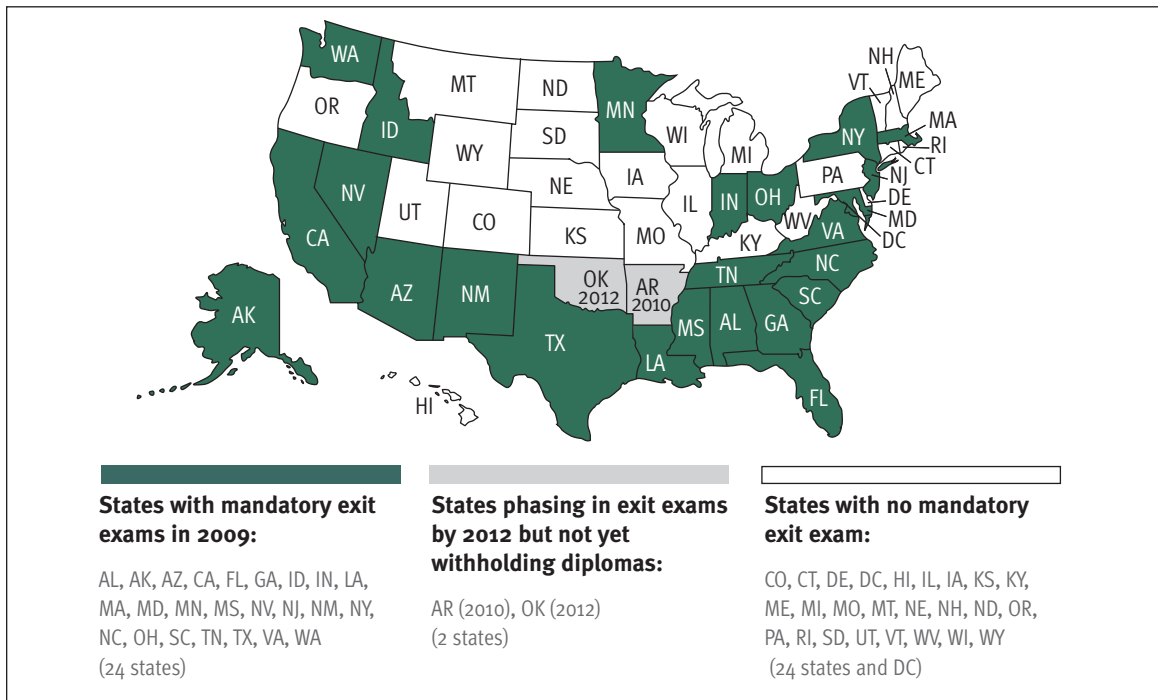 WA
MT
ND
MN
OR
ID
SD
WY
WI
MI
NH
VT
ME
NY
MA
RI
CT
NV
UT
CO
NE
IA
IL
IN
OH
PA
NJ
DE
MD
DC
CA
KS
MO
KY
WV
VA
AZ
NM
OK
2012
AR
2010
TN
NC
SC
AK
TX
LA
MS
AL
GA
FL
HI
States with mandatory exit
exams in 2009:
AL, AK, AZ, CA, FL, GA, ID, IN, LA,
MA, MD, MN, MS, NV, NJ, NM, NY,
NC, OH, SC, TN, TX, VA, WA
(24 states)
States phasing in exit exams
by 2012 but not yet
withholding diplomas:
AR (2010), OK (2012)
(2 states)
States with no mandatory
exit exam:
CO, CT, DE, DC, HI, IL, IA, KS, KY,
ME, MI, MO, MT, NE, NH, ND, OR,
PA, RI, SD, UT, VT, WV, WI, WY
(24 states and DC)